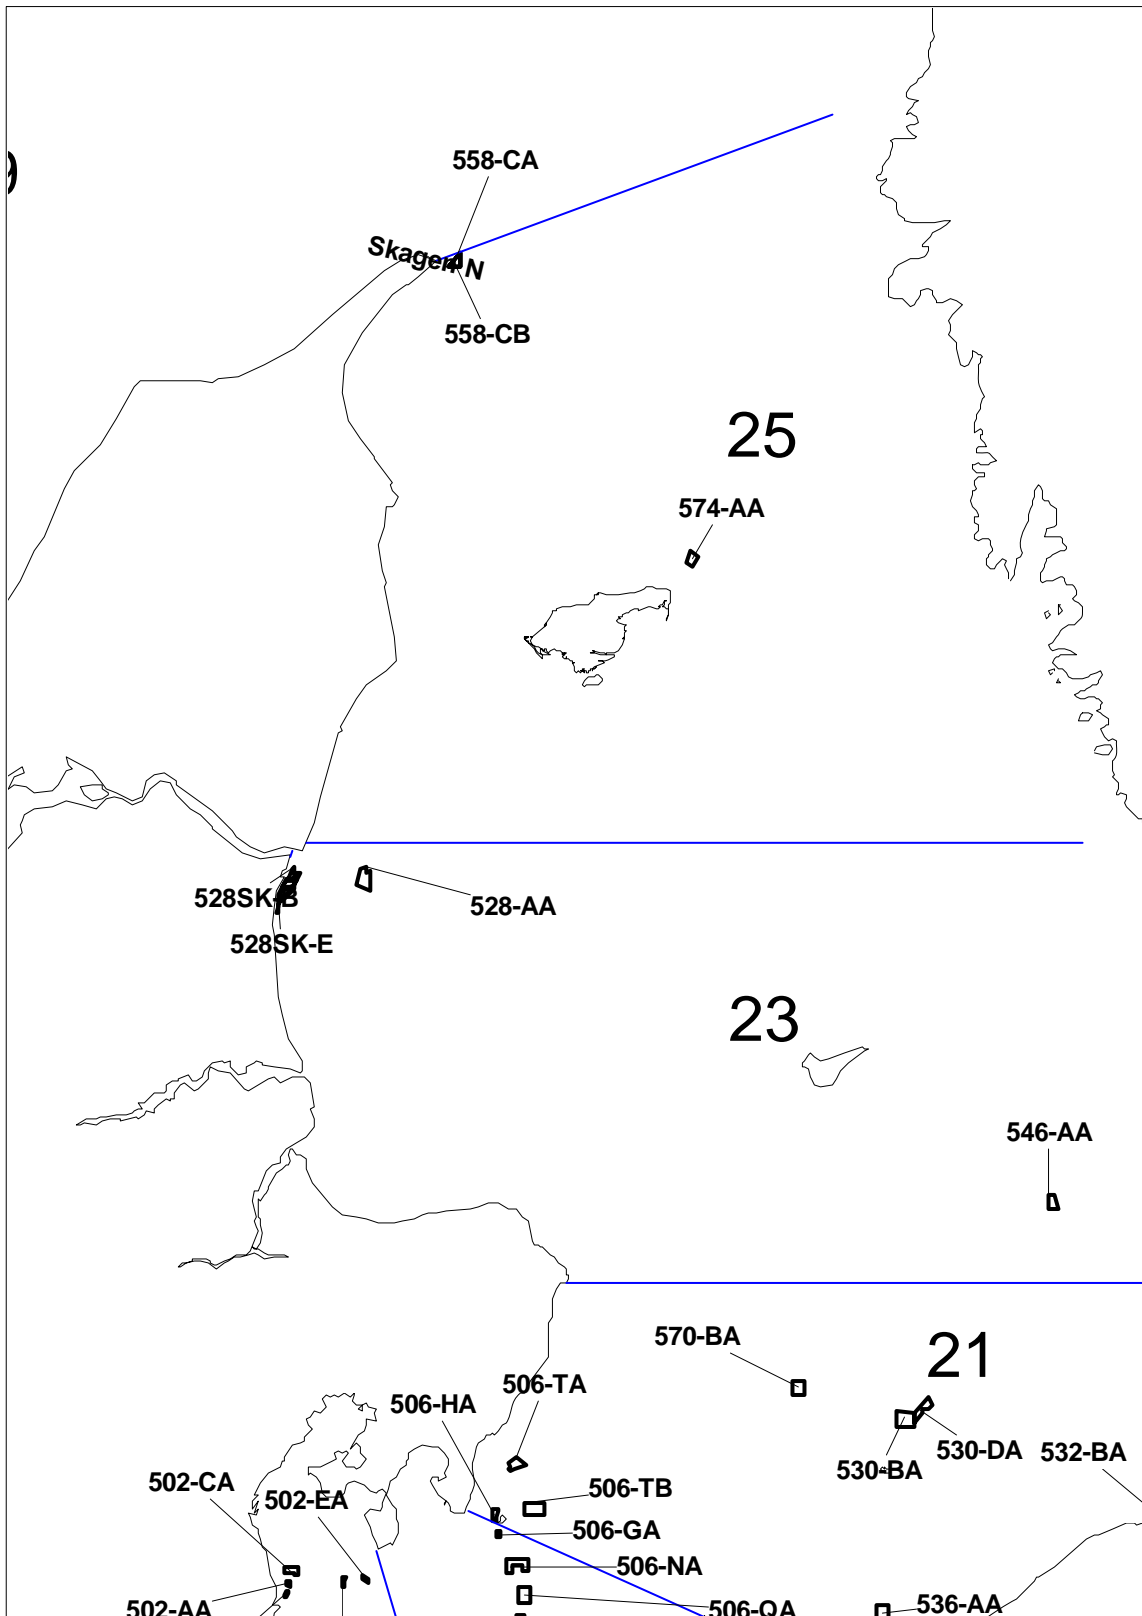 558-CA
9
Skagen N
558-CB
25
574-AA
528SK-B
528-AA
528SK-E
23
546-AA
570-BA
21
506-TA
506-HA
530-DA
532-BA
530-BA
502-CA
506-TB
502-EA
506-GA
506-NA
502-AA
506-QA
536-AA